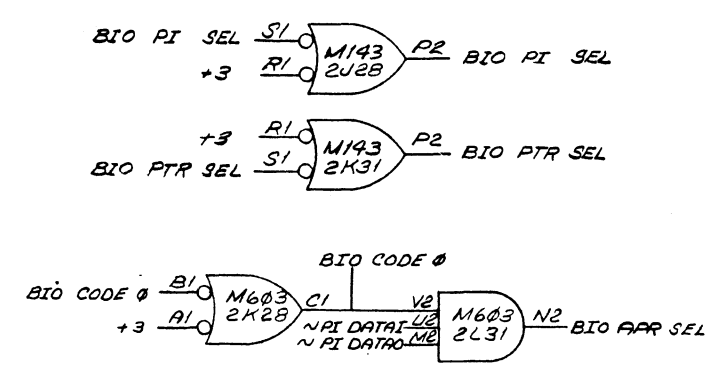 BIO PI SEL S1 M143 P2 BIO PI SEL
+3 R1 2J28
+3 R1 M143 P2 BIO PTR SEL
BIO PTR SEL S1 2K31
BIO CODE Ø
BIO CODE Ø B1 M6Ø3 C1 V2 M6Ø3 N2 BIO APR SEL
+3 A1 2K28 ~PI DATAI U2 2L31
~PI DATAO M2